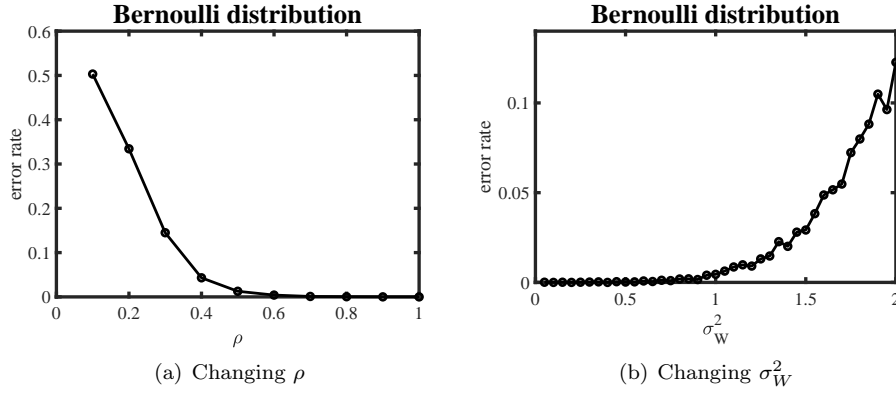 Bernoulli distribution
0.6
0.5
0.4
0.3
0.2
0.1
0
error rate
0 0.2 0.4 0.6 0.8 1
ρ
(a) Changing ρ
Bernoulli distribution
0.1
0.05
0
error rate
0 0.5 1 1.5 2
σ²_W
(b) Changing σ²_W